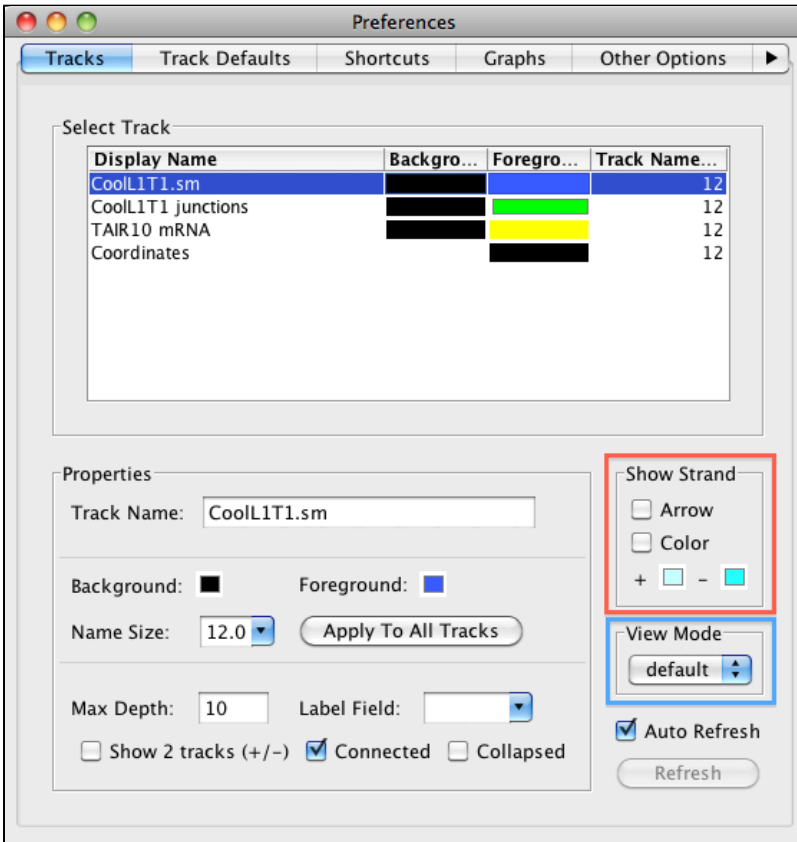 Preferences
Tracks Track Defaults Shortcuts Graphs Other Options
Select Track
Display Name Backgro... Foregro... Track Name...
CoolL1T1.sm 12
CoolL1T1 junctions 12
TAIR10 mRNA 12
Coordinates 12
Properties
Track Name: CoolL1T1.sm
Background: Foreground:
Name Size: 12.0 Apply To All Tracks
Max Depth: 10 Label Field:
Show 2 tracks (+/−) Connected Collapsed
Show Strand
Arrow
Color
+ −
View Mode
default
Auto Refresh
Refresh